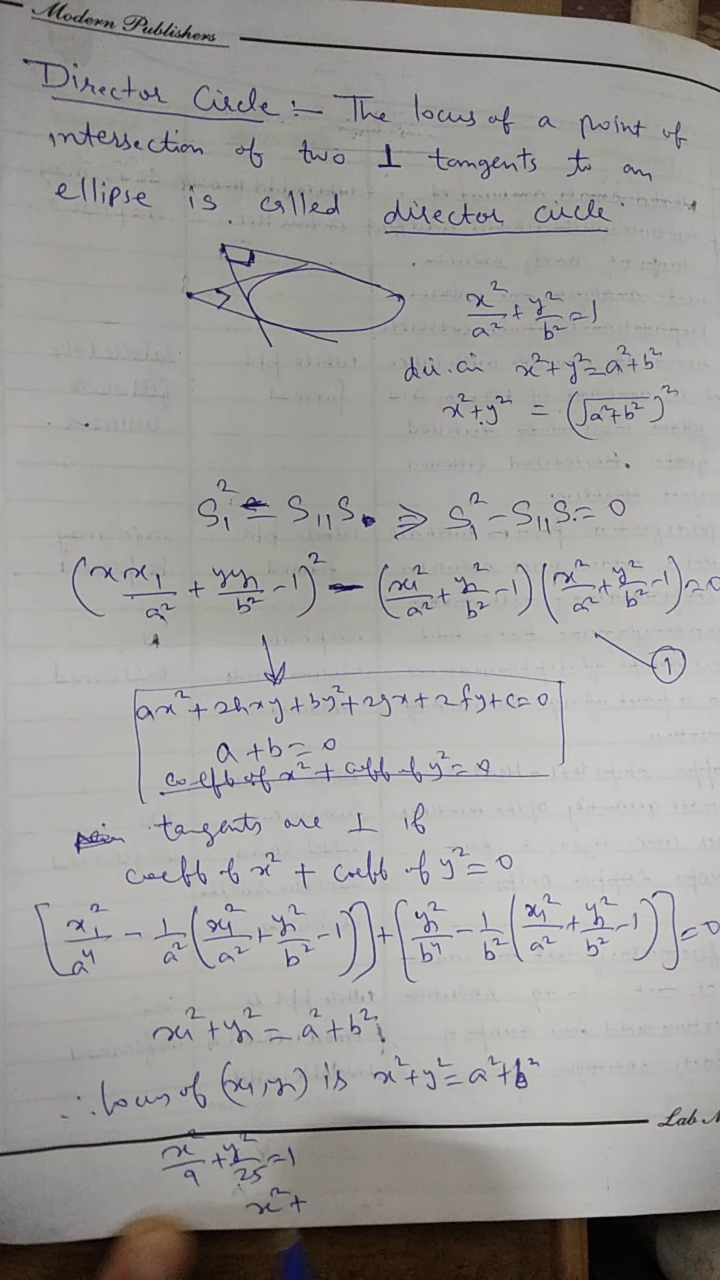 Modern Publishers
Director Circle :- The locus of a point of
intersection of two ⊥ tangents to an
ellipse is called director circle
x²/a² + y²/b² = 1
dir. cir x²+y²=a²+b²
x²+y² = (√a²+b²)²
S₁² = S₁₁S. ⇒ S₁² - S₁₁S = 0
(xx₁/a² + yy₁/b² - 1)² - (x₁²/a² + y₁²/b² - 1)(x²/a² + y²/b² - 1) = 0
①
ax²+2hxy+by²+2gx+2fy+c=0
a+b=0
coeff of x² + coeff of y² = 0
tangents are ⊥ if
coeff of x² + coeff of y² = 0
[x₁²/a⁴ - 1/a²(x₁²/a² + y₁²/b² - 1)] + [y₁²/b⁴ - 1/b²(x₁²/a² + y₁²/b² - 1)] = 0
x₁²+y₁² = a²+b²
∴ locus of (x₁,y₁) is x²+y²=a²+b²
Lab
x²/9 + y²/25 = 1
x²+